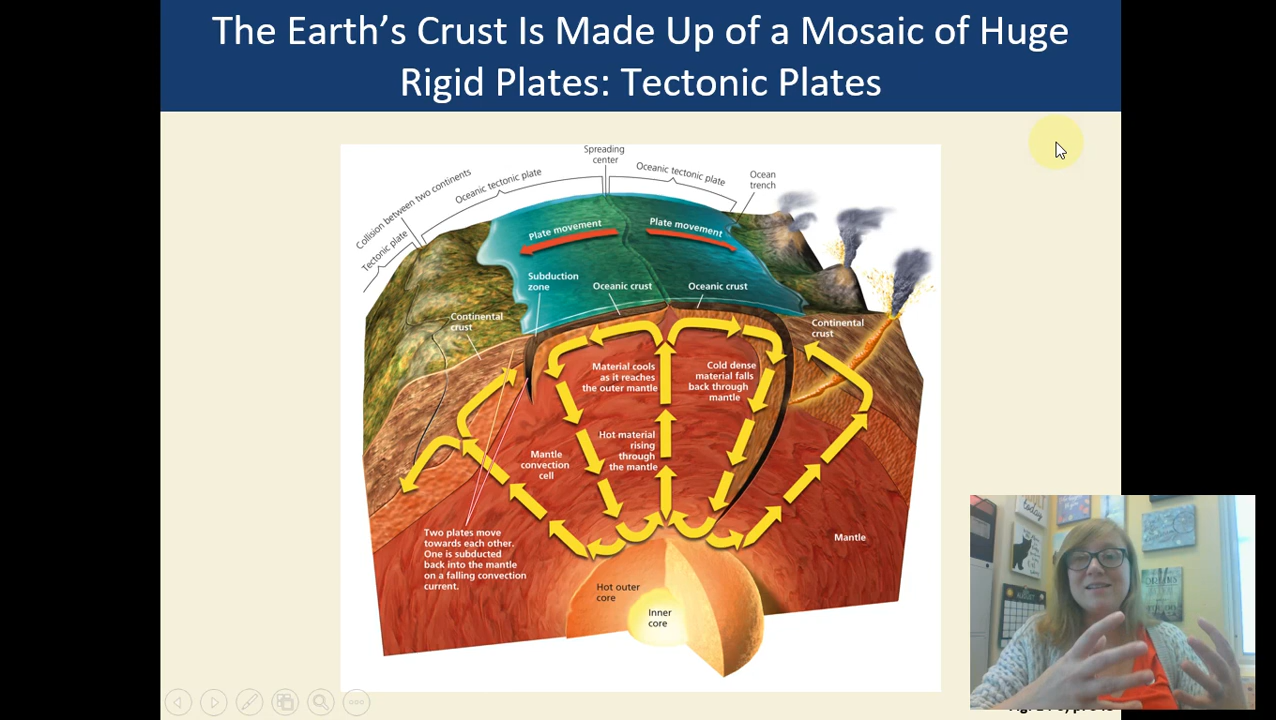 The Earth's Crust Is Made Up of a Mosaic of Huge
Rigid Plates: Tectonic Plates
Spreading
center
Collision between two continents
Oceanic tectonic plate
Oceanic tectonic plate
Ocean
trench
Tectonic plate
Plate movement
Plate movement
Subduction
zone
Oceanic crust
Oceanic crust
Continental
crust
Continental
crust
Material cools
as it reaches
the outer mantle
Cold dense
material falls
back through
mantle
Hot material
rising
through
the mantle
Mantle
convection
cell
Two plates move
towards each other.
One is subducted
back into the mantle
on a falling convection
current.
Mantle
Hot outer
core
Inner
core
today
AUGUST